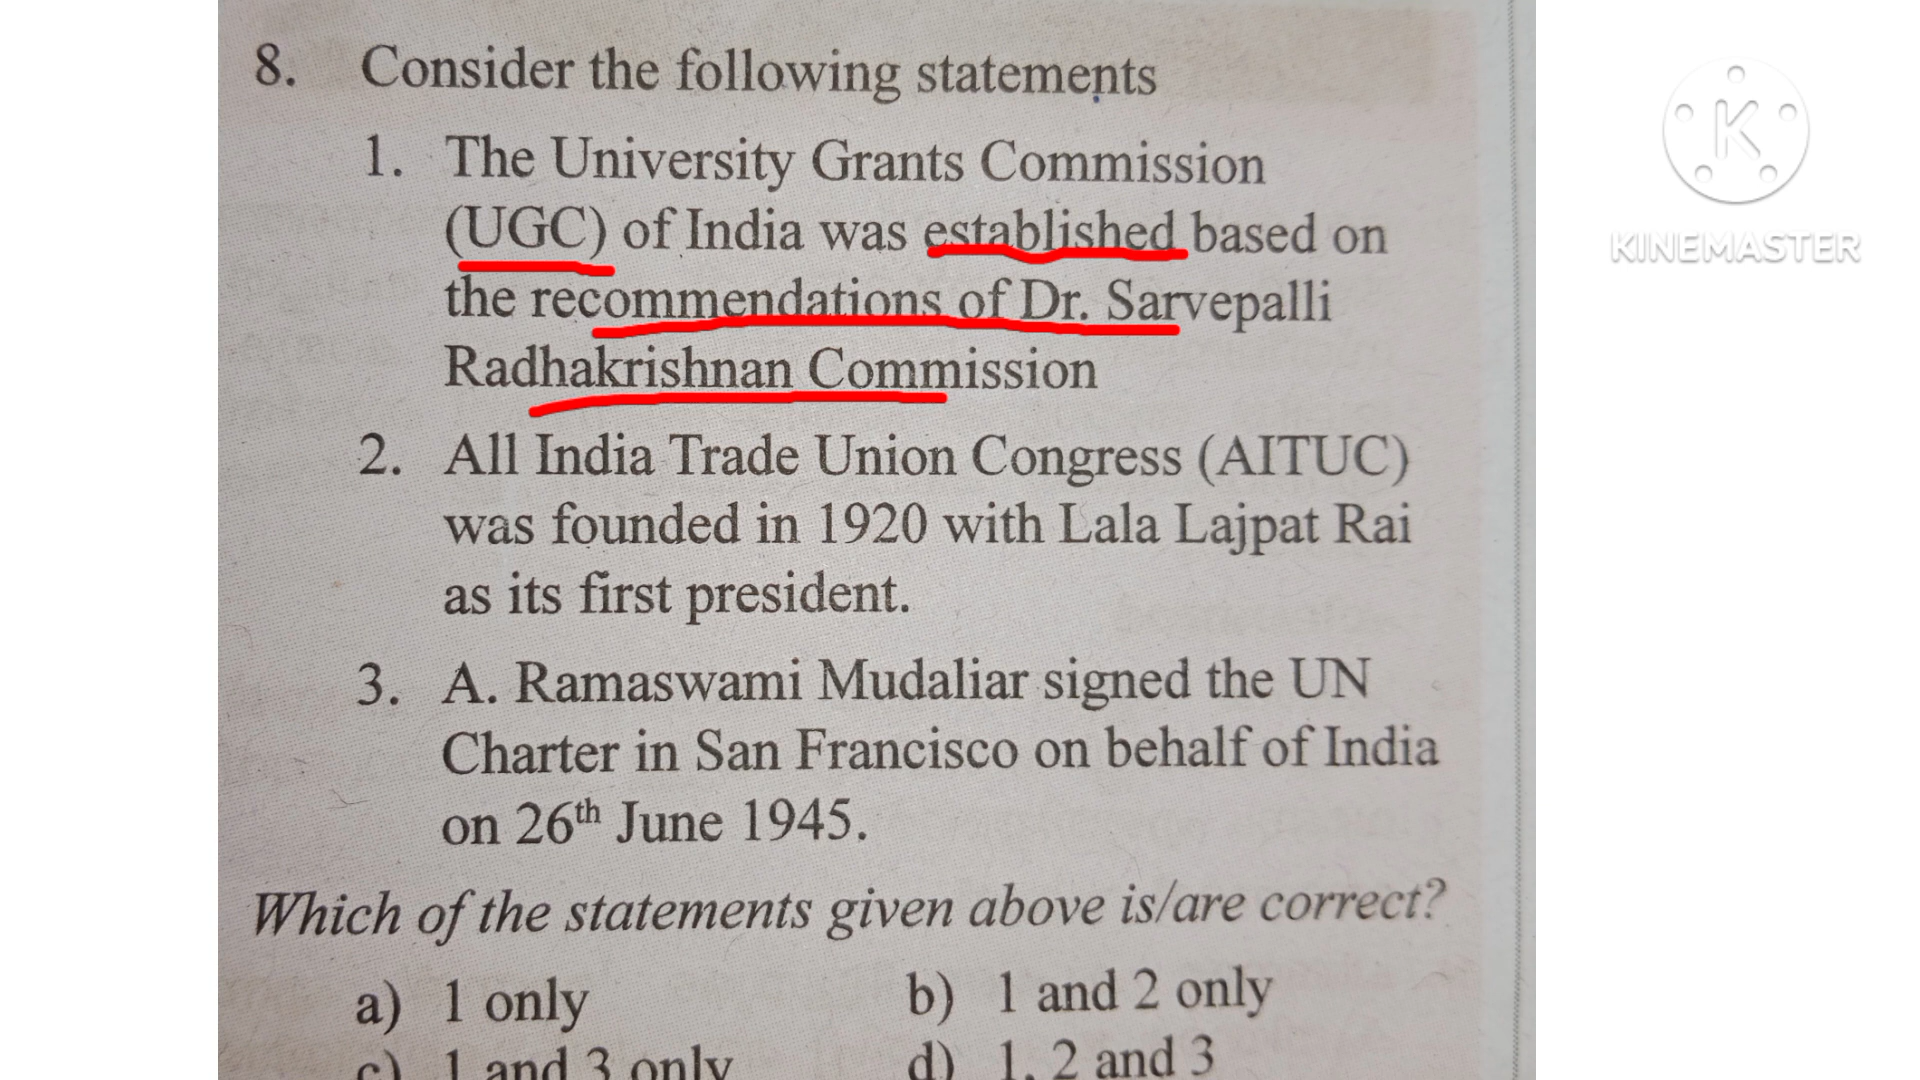 8. Consider the following statements
1. The University Grants Commission
(UGC) of India was established based on
the recommendations of Dr. Sarvepalli
Radhakrishnan Commission
2. All India Trade Union Congress (AITUC)
was founded in 1920 with Lala Lajpat Rai
as its first president.
3. A. Ramaswami Mudaliar signed the UN
Charter in San Francisco on behalf of India
on 26th June 1945.
Which of the statements given above is/are correct?
a) 1 only b) 1 and 2 only
c) 1 and 3 only d) 1, 2 and 3
K
KINEMASTER